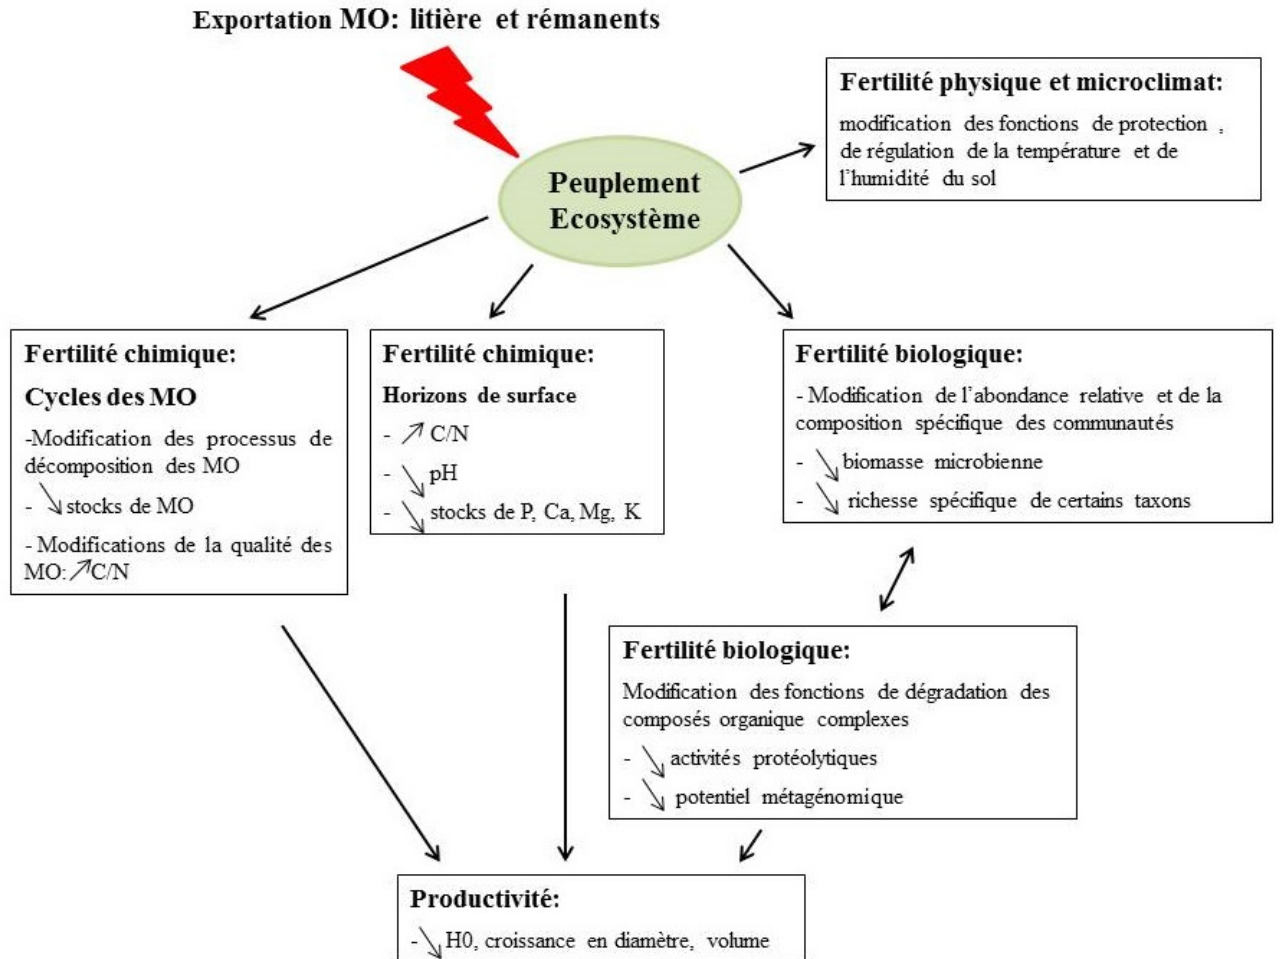 Exportation MO: litière et rémanents
Fertilité physique et microclimat:
modification des fonctions de protection ,
de régulation de la température et de
l'humidité du sol
Peuplement
Ecosystème
Fertilité chimique:
Cycles des MO
-Modification des processus de
décomposition des MO
- ↘ stocks de MO
- Modifications de la qualité des
MO: ↗ C/N
Fertilité chimique:
Horizons de surface
- ↗ C/N
- ↘ pH
- ↘ stocks de P, Ca, Mg, K
Fertilité biologique:
- Modification de l'abondance relative et de la
composition spécifique des communautés
- ↘ biomasse microbienne
- ↘ richesse spécifique de certains taxons
Fertilité biologique:
Modification des fonctions de dégradation des
composés organique complexes
- ↘ activités protéolytiques
- ↘ potentiel métagénomique
Productivité:
- ↘ H0, croissance en diamètre, volume